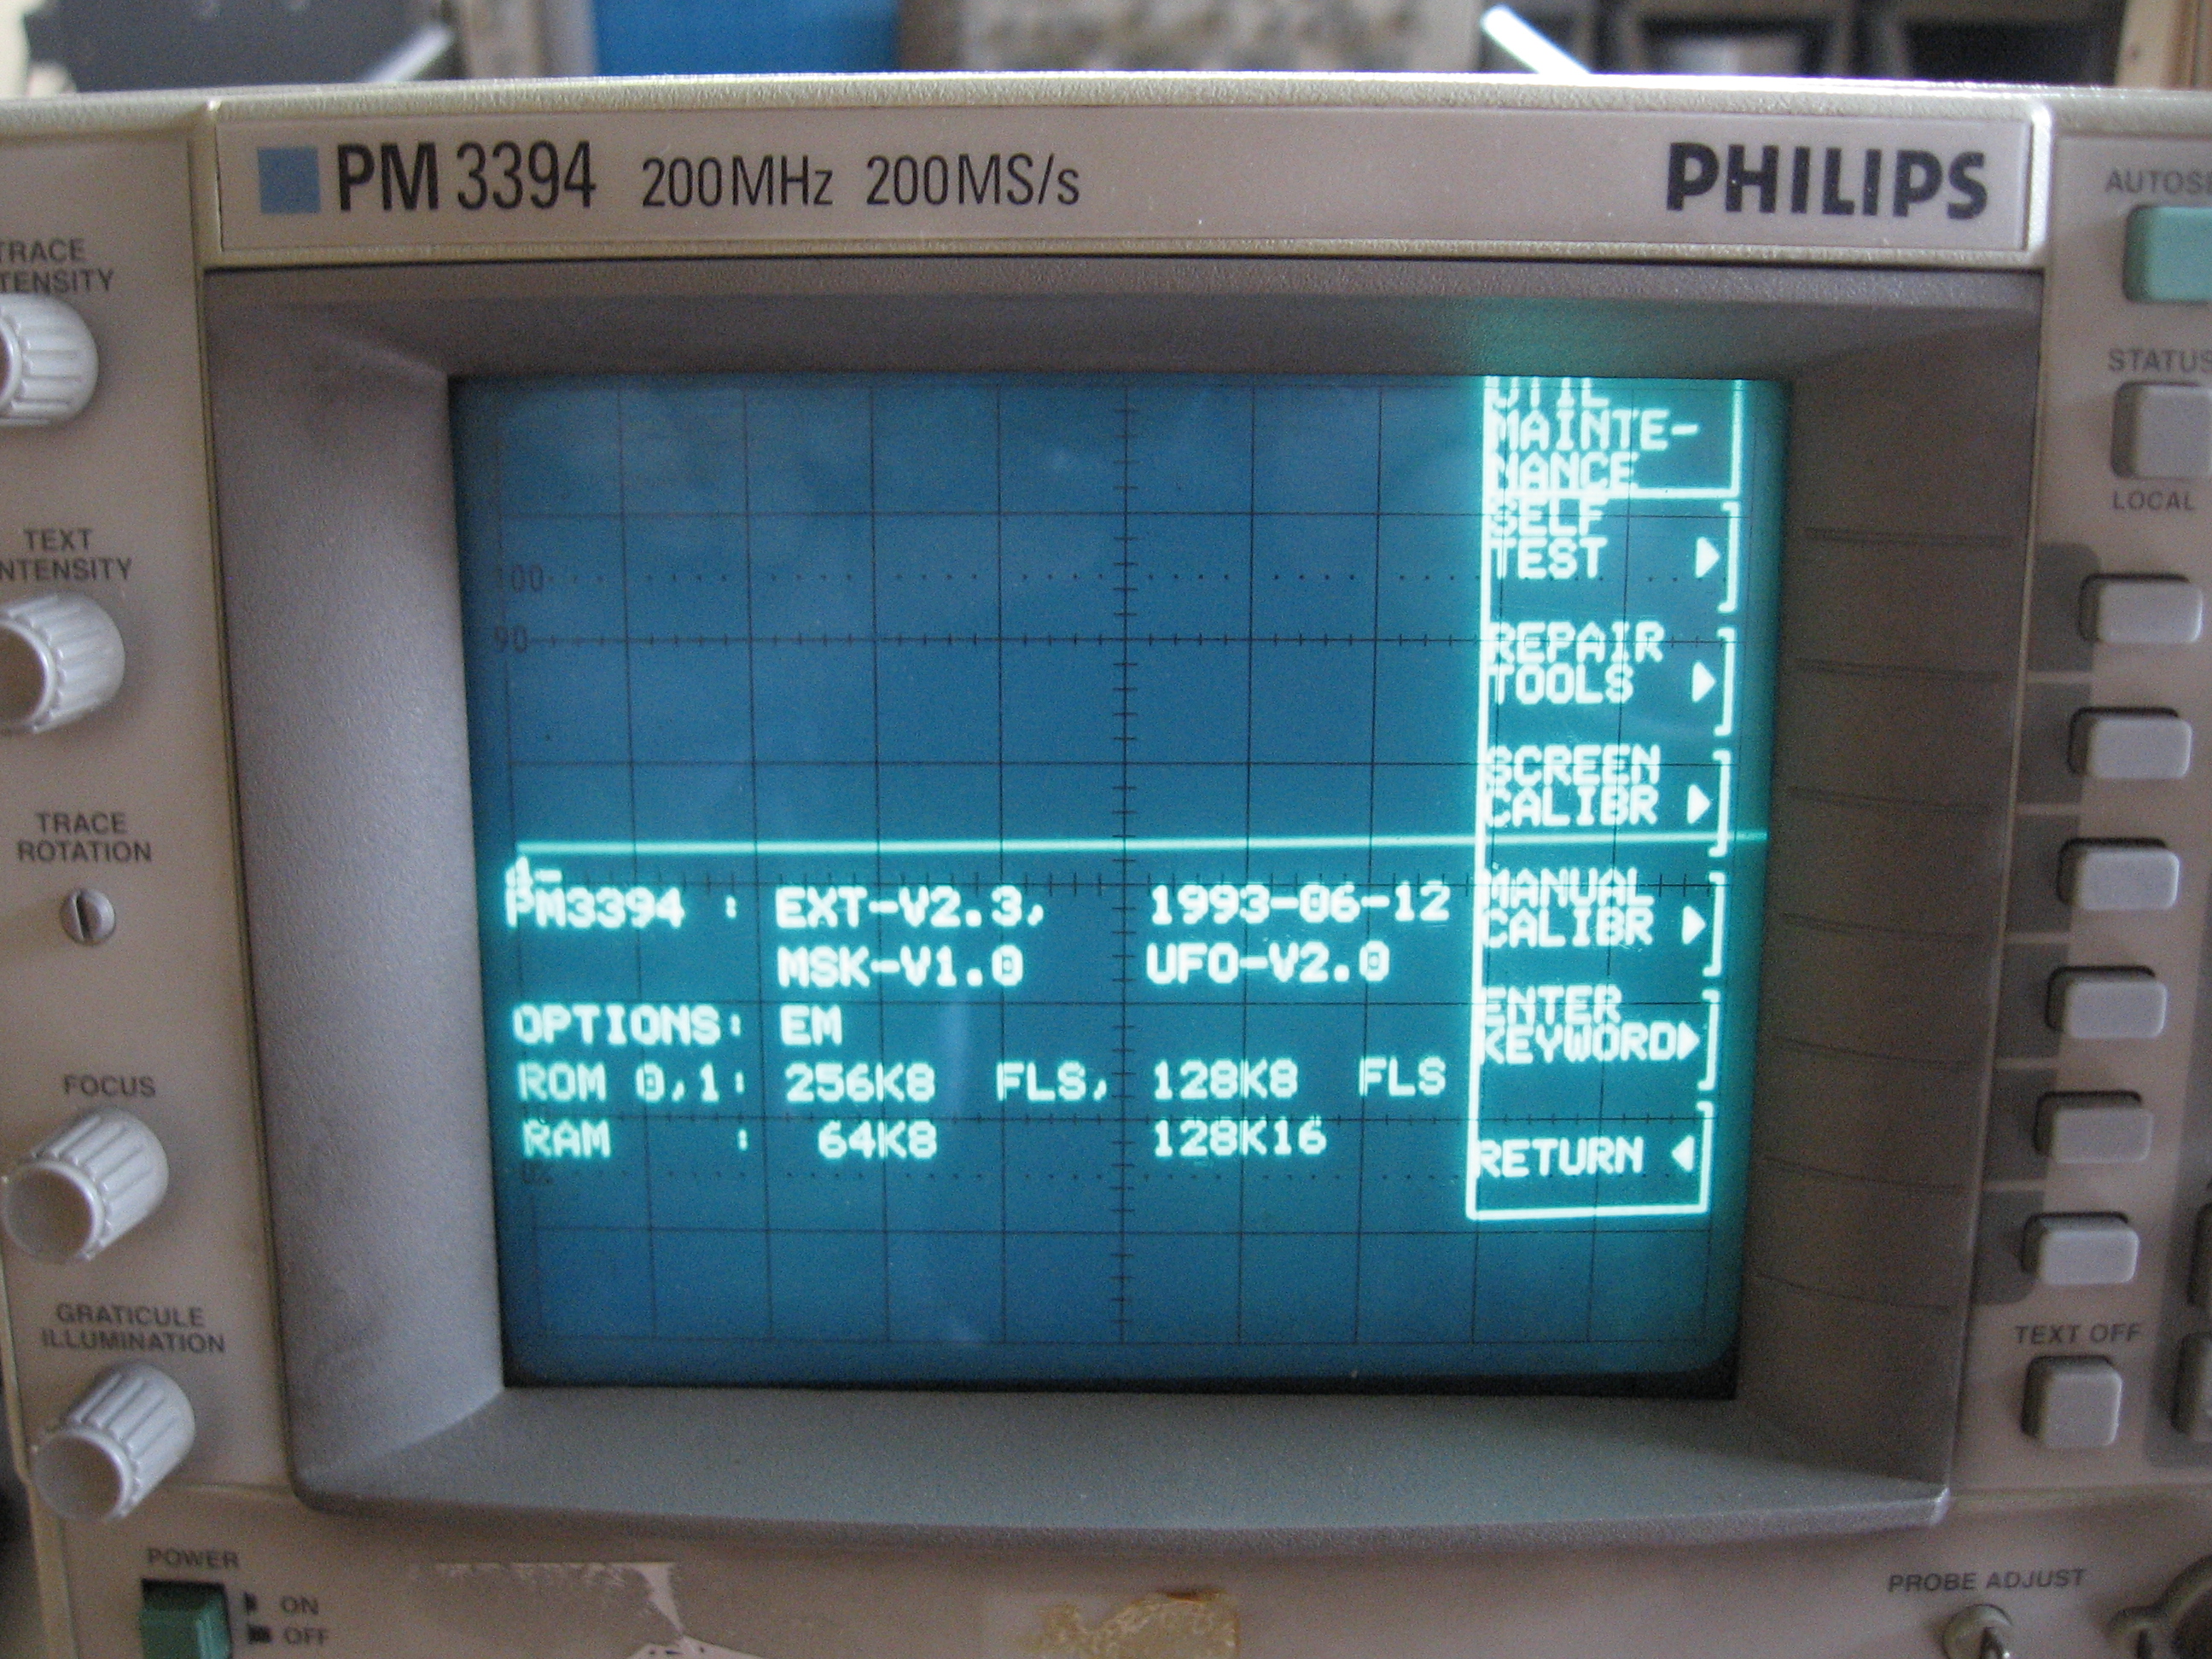 PM 3394 200MHz 200MS/s PHILIPS
TRACE
TENSITY
TEXT
NTENSITY
TRACE
ROTATION
FOCUS
GRATICULE
ILLUMINATION
POWER
ON
OFF
100
90
0%
UTIL
MAINTE-
NANCE
SELF
TEST
REPAIR
TOOLS
SCREEN
CALIBR
MANUAL
CALIBR
ENTER
KEYWORD
RETURN
PM3394 : EXT-V2.3, 1993-06-12
MSK-V1.0 UFO-V2.0
OPTIONS: EM
ROM 0,1: 256K8 FLS, 128K8 FLS
RAM : 64K8 128K16
AUTOSE
STATUS
LOCAL
TEXT OFF
PROBE ADJUST